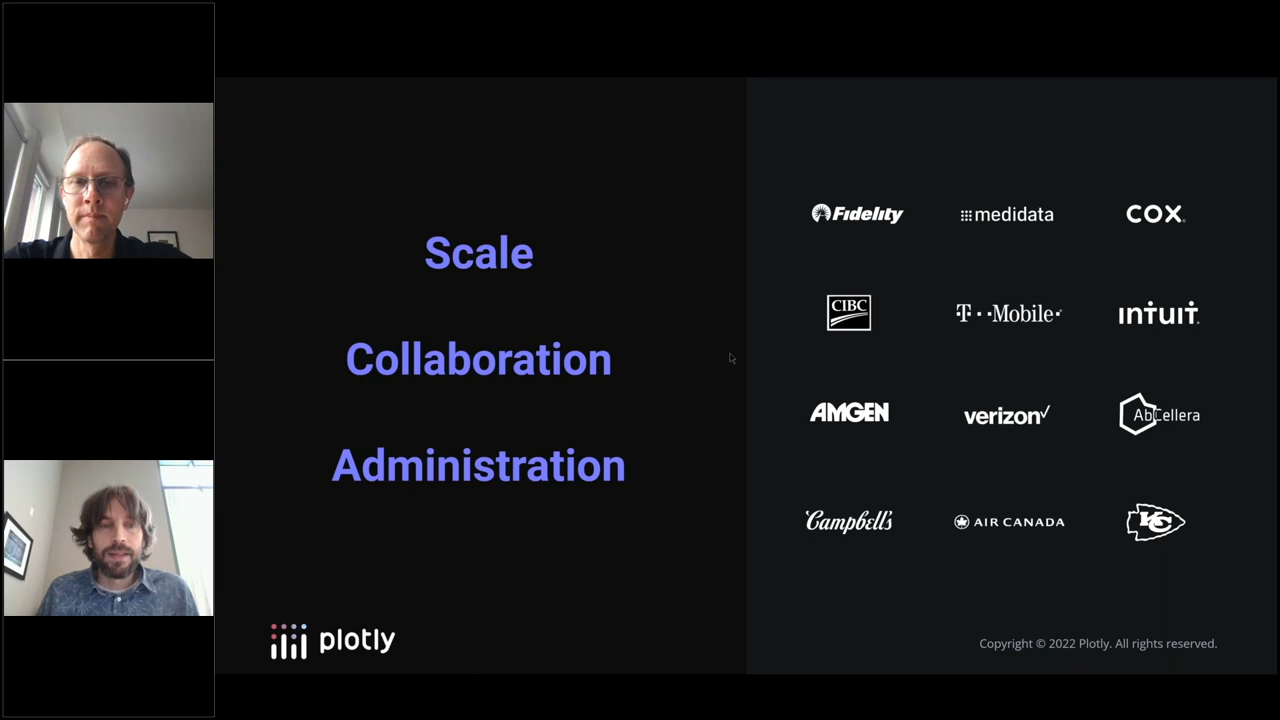 Scale
Collaboration
Administration
plotly
Fidelity
medidata
COX
CIBC
T··Mobile·
INTUIT
AMGEN
verizon✓
AbCellera
Campbell's
AIR CANADA
KC
Copyright © 2022 Plotly. All rights reserved.